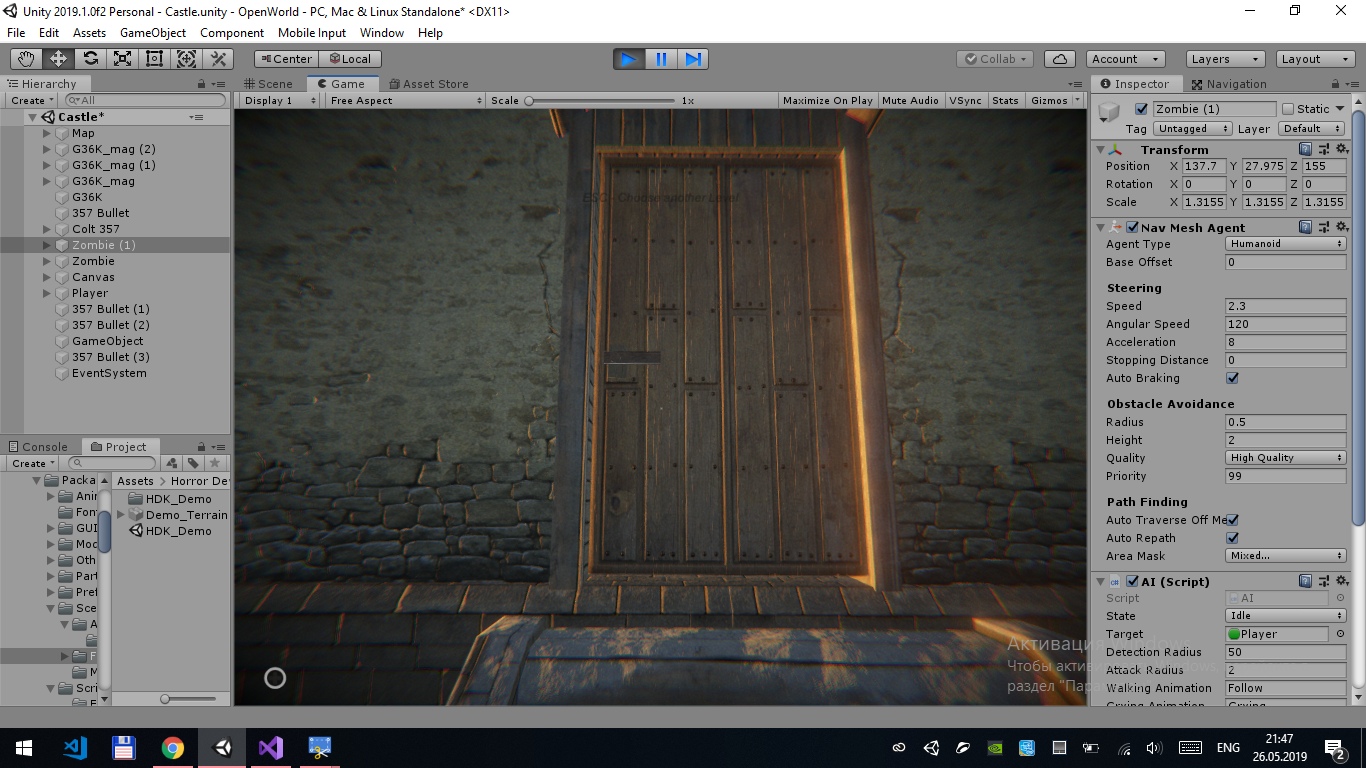 Unity 2019.1.0f2 Personal - Castle.unity - OpenWorld - PC, Mac & Linux Standalone* <DX11>
File Edit Assets GameObject Component Mobile Input Window Help
Center Local Collab Account Layers Layout
Hierarchy
Create All
Castle*
Map
G36K_mag (2)
G36K_mag (1)
G36K_mag
G36K
357 Bullet
Colt 357
Zombie (1)
Zombie
Canvas
Player
357 Bullet (1)
357 Bullet (2)
GameObject
357 Bullet (3)
EventSystem
Console Project
Create
Packa
Anin
Fon
GUI
Moc
Oth
Part
Pref
Sce
A
F
M
Scri
Assets Horror De
HDK_Demo
Demo_Terrain
HDK_Demo
Scene Game Asset Store
Display 1 Free Aspect Scale 1x Maximize On Play Mute Audio VSync Stats Gizmos
ESC - Choose another Level
Активация Windows
Чтобы активировать Windows,
раздел "Пара
Inspector Navigation
Zombie (1) Static
Tag Untagged Layer Default
Transform
Position X 137.7 Y 27.975 Z 155
Rotation X 0 Y 0 Z 0
Scale X 1.3155 Y 1.3155 Z 1.3155
Nav Mesh Agent
Agent Type Humanoid
Base Offset 0
Steering
Speed 2.3
Angular Speed 120
Acceleration 8
Stopping Distance 0
Auto Braking
Obstacle Avoidance
Radius 0.5
Height 2
Quality High Quality
Priority 99
Path Finding
Auto Traverse Off Me
Auto Repath
Area Mask Mixed...
AI (Script)
Script AI
State Idle
Target Player
Detection Radius 50
Attack Radius 2
Walking Animation Follow
Crying Animation Crying
ENG
21:47
26.05.2019
2